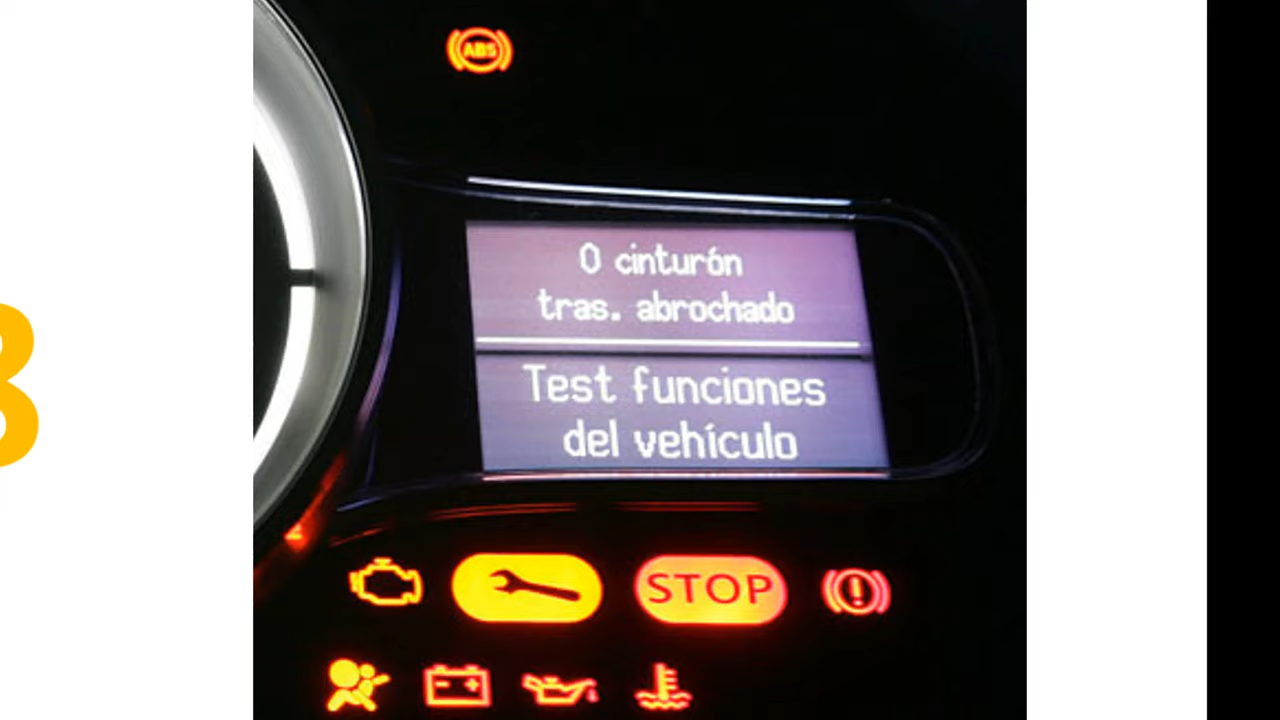 ABS
0 cinturón
tras. abrochado
Test funciones
del vehículo
STOP